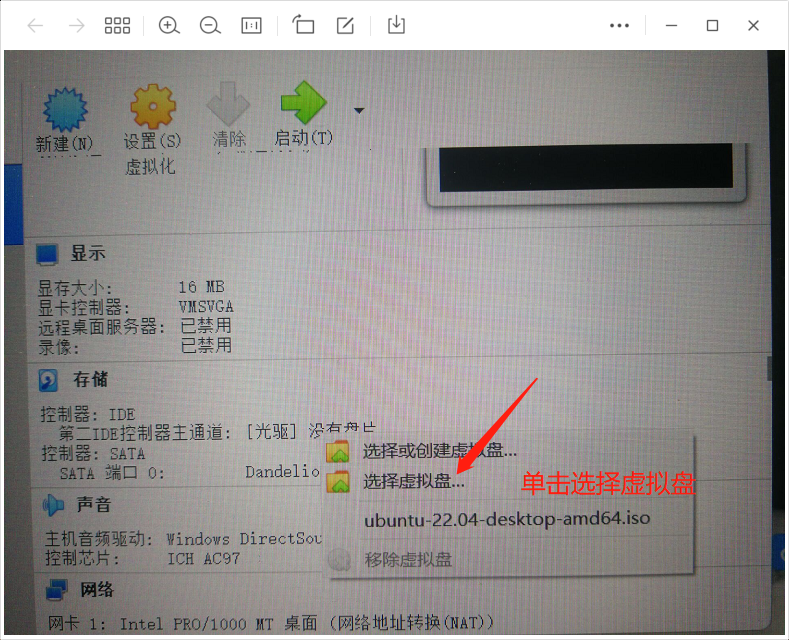 新建(N) 设置(S) 清除 启动(T)
虚拟化
显示
显存大小: 16 MB
显卡控制器: VMSVGA
远程桌面服务器: 已禁用
录像: 已禁用
存储
控制器: IDE
第二IDE控制器主通道: [光驱] 没有盘片
控制器: SATA
SATA 端口 0: Dandelio
选择或创建虚拟盘...
选择虚拟盘...
单击选择虚拟盘
ubuntu-22.04-desktop-amd64.iso
移除虚拟盘
声音
主机音频驱动: Windows DirectSou
控制芯片: ICH AC97
网络
网卡 1: Intel PRO/1000 MT 桌面 (网络地址转换(NAT))